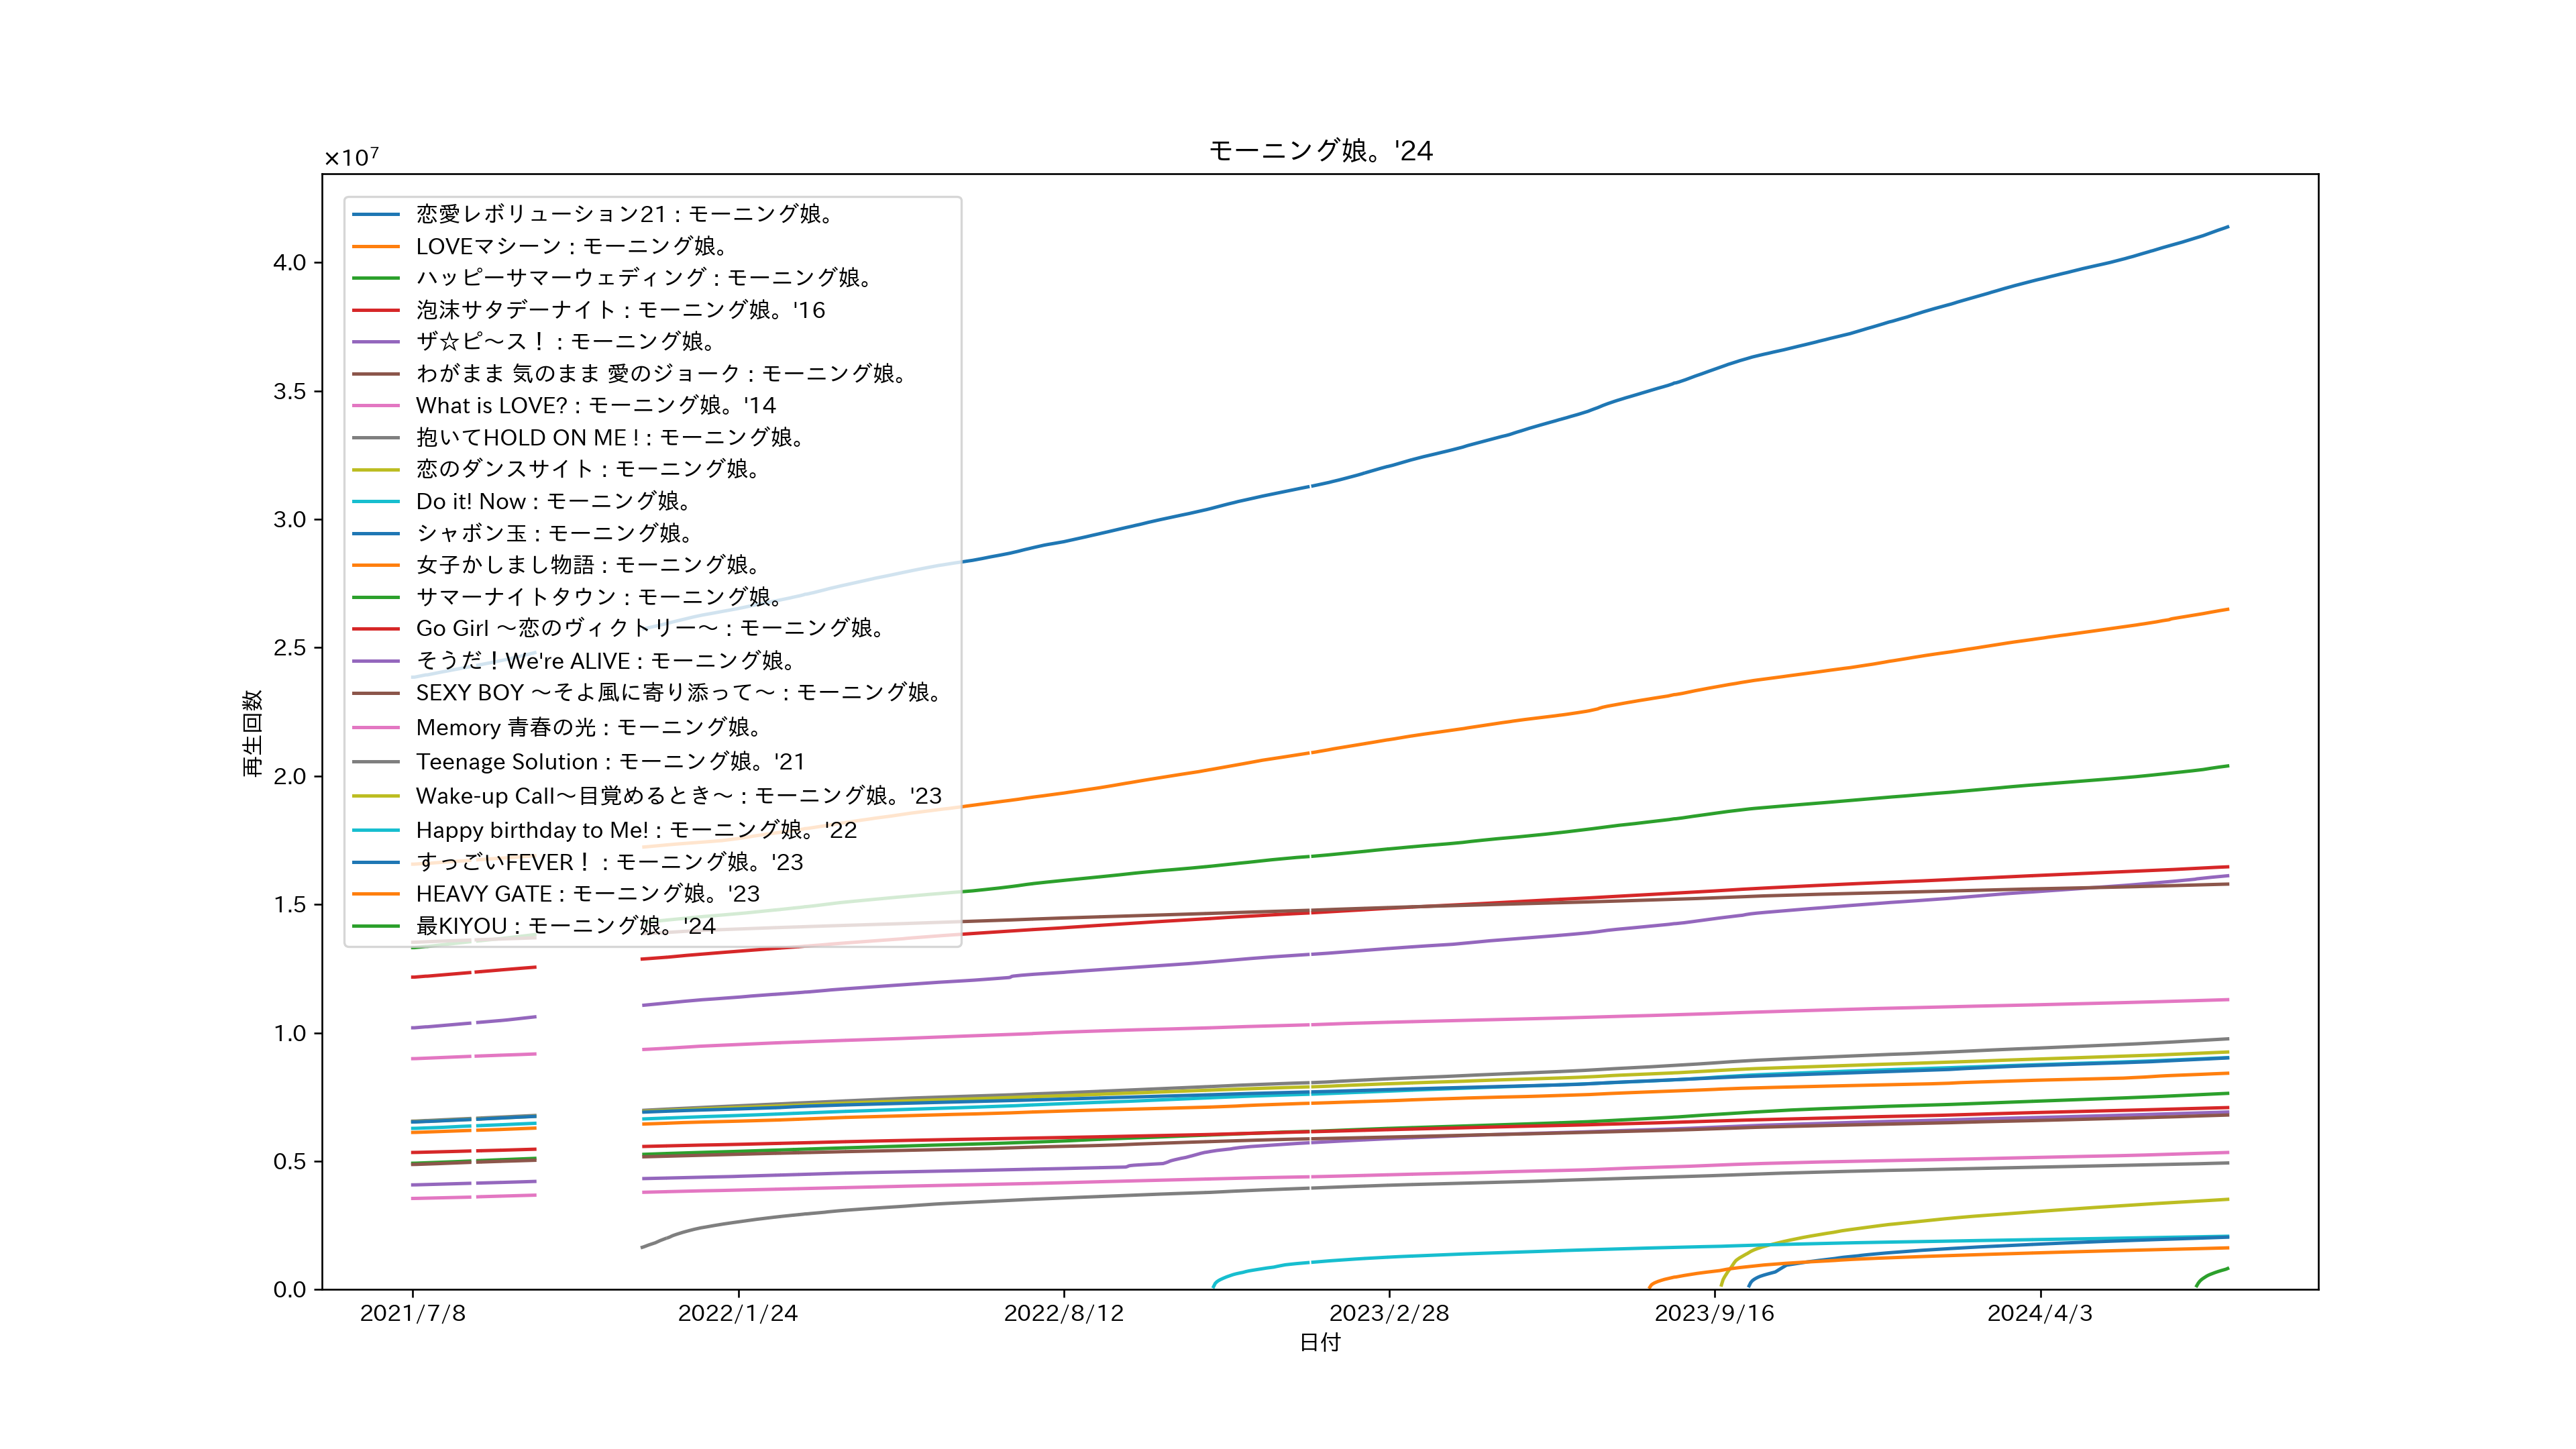 モーニング娘。'24
×10⁷
恋愛レボリューション21 : モーニング娘。
LOVEマシーン : モーニング娘。
ハッピーサマーウェディング : モーニング娘。
泡沫サタデーナイト : モーニング娘。'16
ザ☆ピ〜ス！ : モーニング娘。
わがまま 気のまま 愛のジョーク : モーニング娘。
What is LOVE? : モーニング娘。'14
抱いてHOLD ON ME ! : モーニング娘。
恋のダンスサイト : モーニング娘。
Do it! Now : モーニング娘。
シャボン玉 : モーニング娘。
女子かしまし物語 : モーニング娘。
サマーナイトタウン : モーニング娘。
Go Girl 〜恋のヴィクトリー〜 : モーニング娘。
そうだ！We're ALIVE : モーニング娘。
SEXY BOY 〜そよ風に寄り添って〜 : モーニング娘。
Memory 青春の光 : モーニング娘。
Teenage Solution : モーニング娘。'21
Wake-up Call〜目覚めるとき〜 : モーニング娘。'23
Happy birthday to Me! : モーニング娘。'22
すっごいFEVER！ : モーニング娘。'23
HEAVY GATE : モーニング娘。'23
最KIYOU : モーニング娘。'24
4.0
3.5
3.0
2.5
2.0
1.5
1.0
0.5
0.0
再生回数
2021/7/8
2022/1/24
2022/8/12
2023/2/28
2023/9/16
2024/4/3
日付